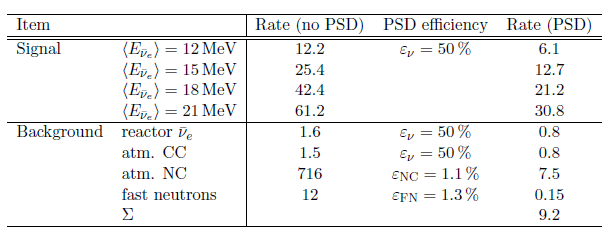 Item Rate (no PSD) PSD efficiency Rate (PSD)
Signal ⟨E_ν̄ₑ⟩ = 12 MeV 12.2 εᵥ = 50 % 6.1
⟨E_ν̄ₑ⟩ = 15 MeV 25.4 12.7
⟨E_ν̄ₑ⟩ = 18 MeV 42.4 21.2
⟨E_ν̄ₑ⟩ = 21 MeV 61.2 30.8
Background reactor ν̄ₑ 1.6 εᵥ = 50 % 0.8
atm. CC 1.5 εᵥ = 50 % 0.8
atm. NC 716 ε_NC = 1.1 % 7.5
fast neutrons 12 ε_FN = 1.3 % 0.15
Σ 9.2